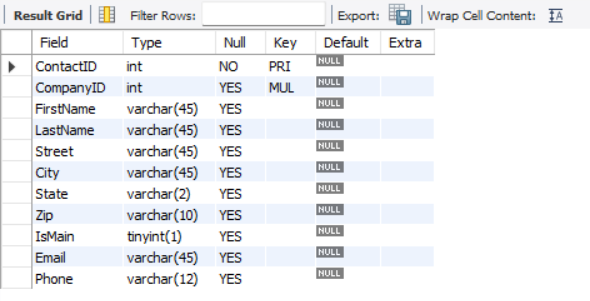 Result Grid Filter Rows: Export: Wrap Cell Content: IA
Field Type Null Key Default Extra
ContactID int NO PRI NULL
CompanyID int YES MUL NULL
FirstName varchar(45) YES NULL
LastName varchar(45) YES NULL
Street varchar(45) YES NULL
City varchar(45) YES NULL
State varchar(2) YES NULL
Zip varchar(10) YES NULL
IsMain tinyint(1) YES NULL
Email varchar(45) YES NULL
Phone varchar(12) YES NULL